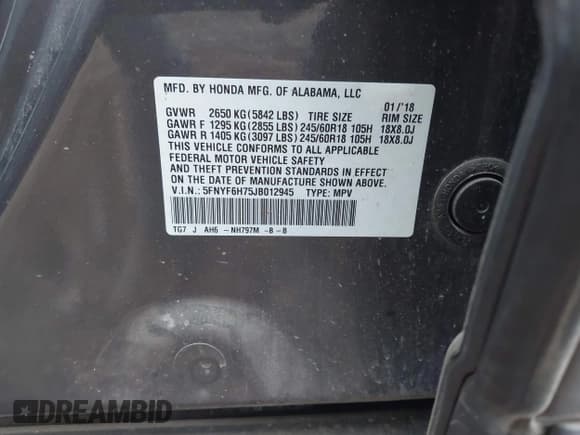 MFD. BY HONDA MFG. OF ALABAMA, LLC
01/'18
GVWR 2650 KG(5842 LBS) TIRE SIZE RIM SIZE
GAWR F 1295 KG(2855 LBS)245/60R18 105H 18X8.0J
GAWR R 1405 KG(3097 LBS)245/60R18 105H 18X8.0J
THIS VEHICLE CONFORMS TO ALL APPLICABLE
FEDERAL MOTOR VEHICLE SAFETY
AND THEFT PREVENTION STANDARDS IN EFFECT
ON THE DATE OF MANUFACTURE SHOWN ABOVE.
V.I.N.: 5FNYF6H75JB012945 TYPE: MPV
TG7 J AH6 -NH797M -B-B
DREAMBID